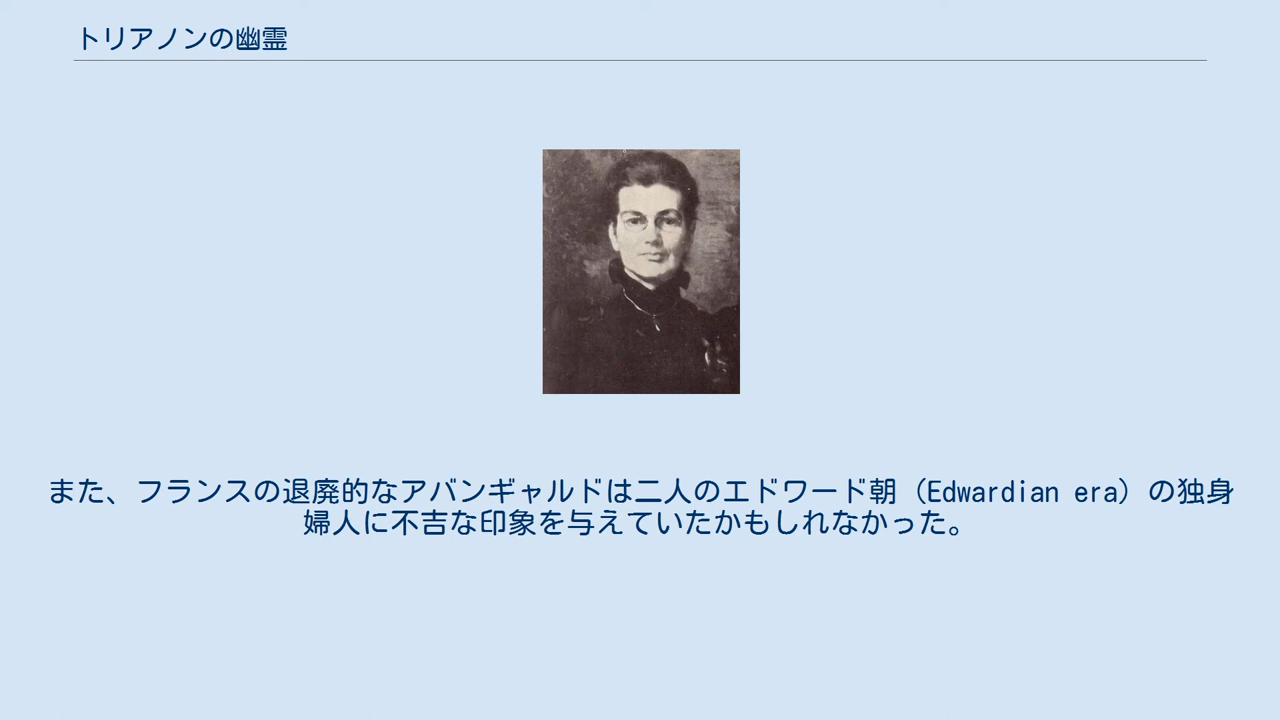 トリアノンの幽霊
また、フランスの退廃的なアバンギャルドは二人のエドワード朝（Edwardian era）の独身
婦人に不吉な印象を与えていたかもしれなかった。